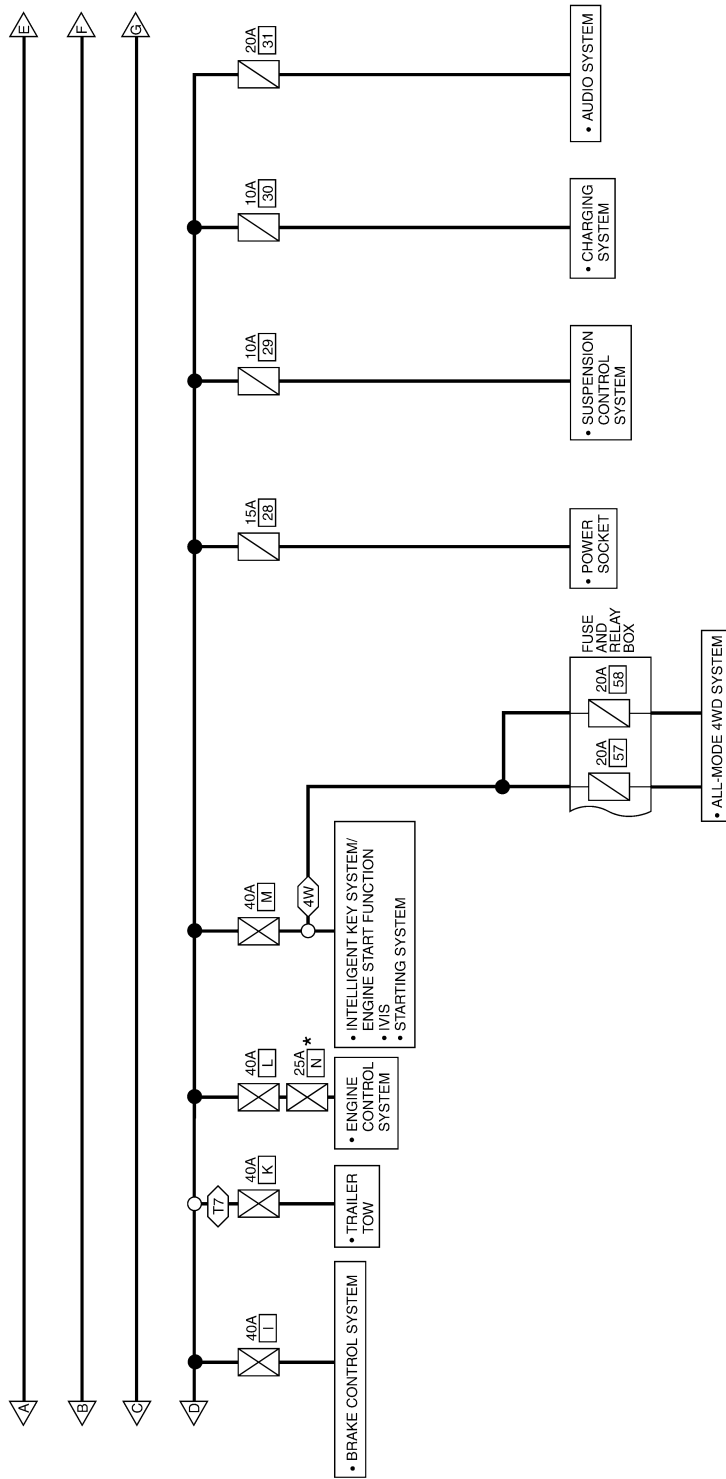 E
F
G
A
B
C
D
20A
31
• AUDIO SYSTEM
10A
30
• CHARGING
SYSTEM
10A
29
• SUSPENSION
CONTROL
SYSTEM
15A
28
• POWER
SOCKET
FUSE
AND
RELAY
BOX
20A
58
20A
57
• ALL-MODE 4WD SYSTEM
40A
M
4W
• INTELLIGENT KEY SYSTEM/
ENGINE START FUNCTION
• IVIS
• STARTING SYSTEM
40A
L
25A *
N
• ENGINE
CONTROL
SYSTEM
40A
K
T7
• TRAILER
TOW
40A
I
• BRAKE CONTROL SYSTEM